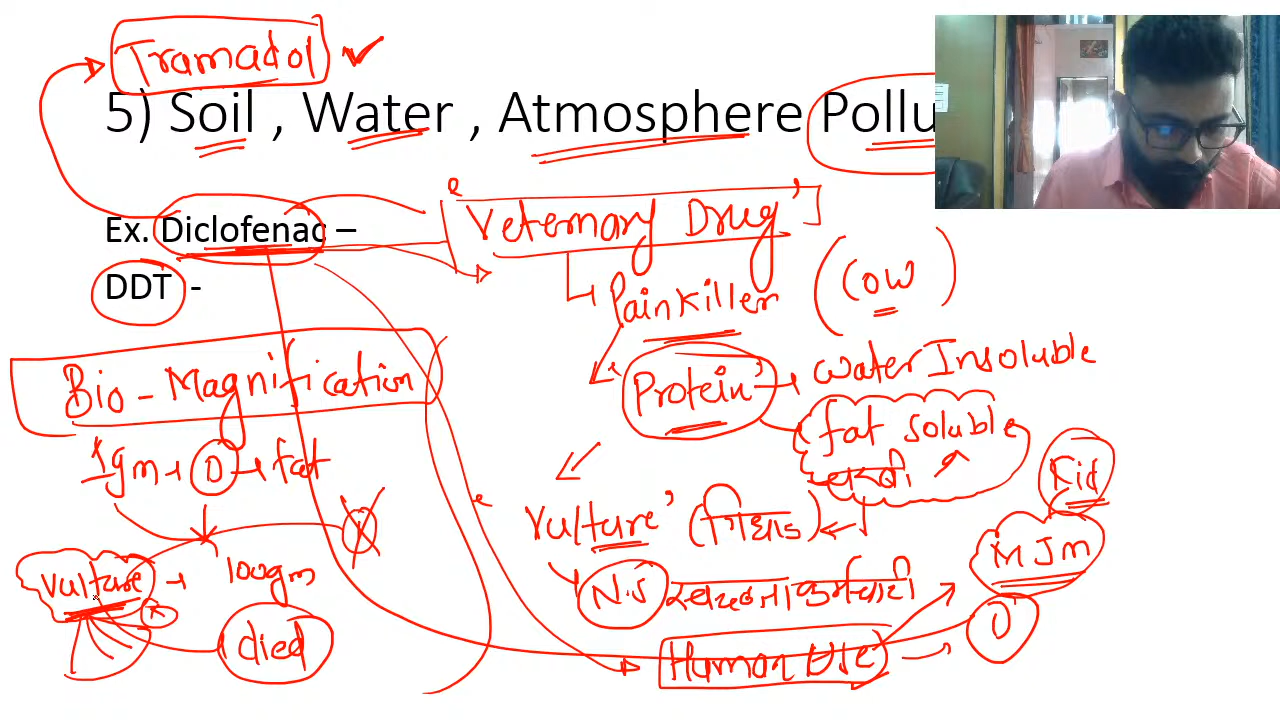 Tramadol
5) Soil , Water , Atmosphere Pollu
Ex. Diclofenac –
"Veternary Drug"
DDT -
Painkiller
(Cow)
Bio-Magnification
'Protein'
Water Insoluble
fat soluble
1gm
D
fat
Kid
'Vulture'
MJM
Vulture
100gm
N.S
D
died
Human Use